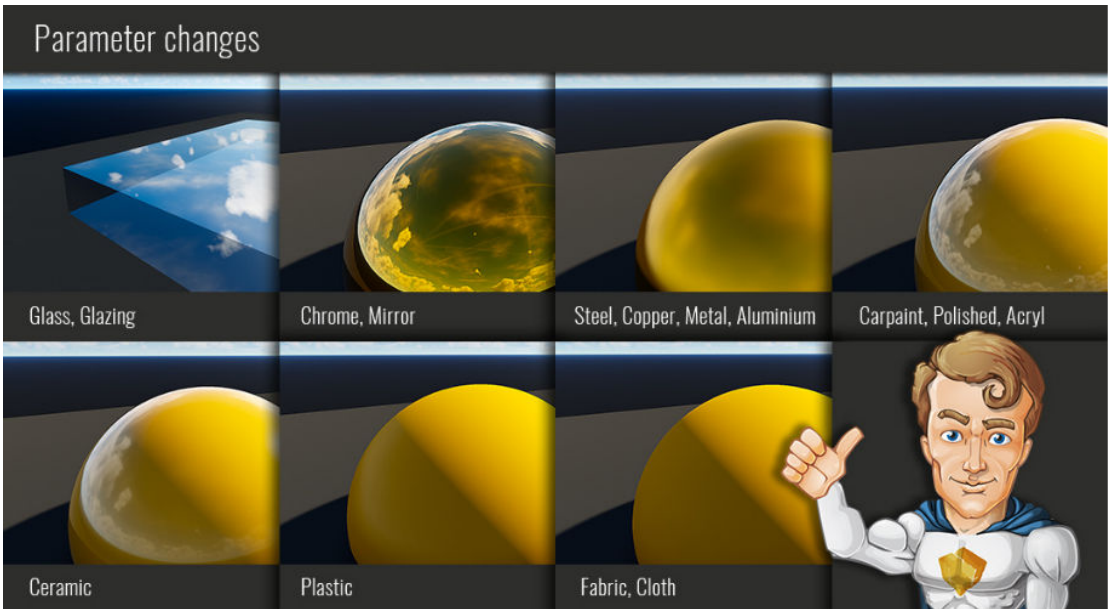 Parameter changes
Glass, Glazing
Chrome, Mirror
Steel, Copper, Metal, Aluminium
Carpaint, Polished, Acryl
Ceramic
Plastic
Fabric, Cloth